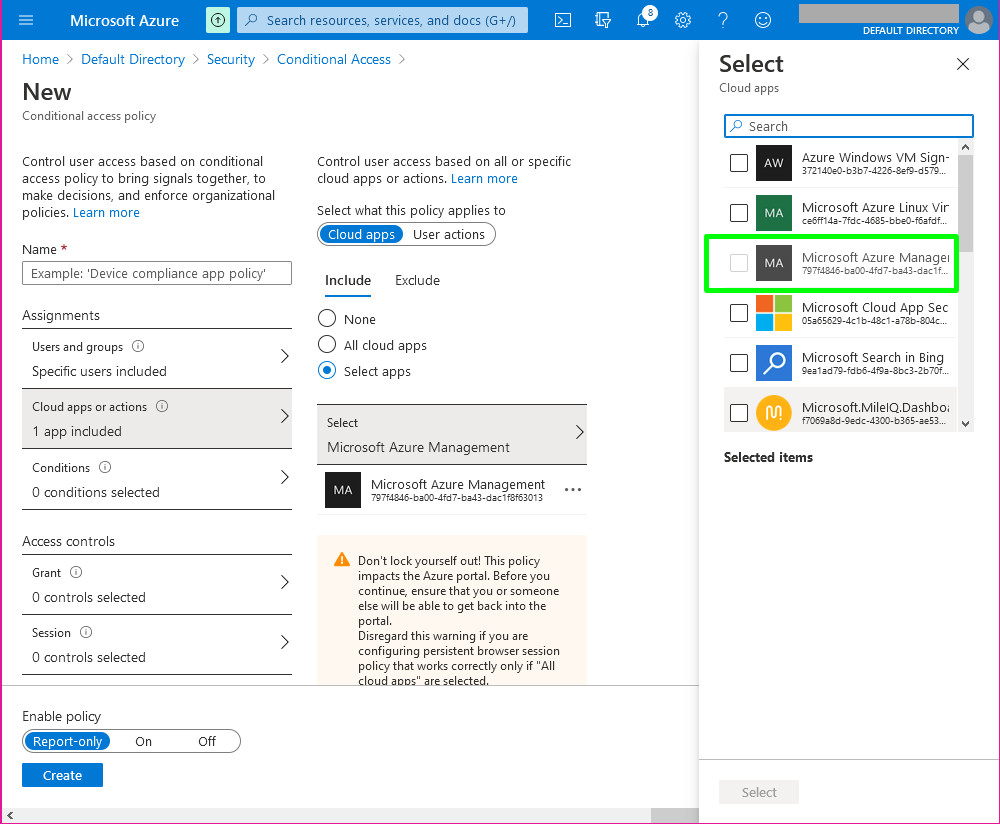 Microsoft Azure
Search resources, services, and docs (G+/)
8
DEFAULT DIRECTORY
Home > Default Directory > Security > Conditional Access >
New
Conditional access policy
Control user access based on conditional
access policy to bring signals together, to
make decisions, and enforce organizational
policies. Learn more
Name *
Example: 'Device compliance app policy'
Assignments
Users and groups
Specific users included
Cloud apps or actions
1 app included
Conditions
0 conditions selected
Access controls
Grant
0 controls selected
Session
0 controls selected
Enable policy
Report-only On Off
Create
Control user access based on all or specific
cloud apps or actions. Learn more
Select what this policy applies to
Cloud apps User actions
Include Exclude
None
All cloud apps
Select apps
Select
Microsoft Azure Management
MA
Microsoft Azure Management
797f4846-ba00-4fd7-ba43-dac1f8f63013
Don't lock yourself out! This policy
impacts the Azure portal. Before you
continue, ensure that you or someone
else will be able to get back into the
portal.
Disregard this warning if you are
configuring persistent browser session
policy that works correctly only if "All
cloud apps" are selected.
Select
Cloud apps
Search
AW
Azure Windows VM Sign-
372140e0-b3b7-4226-8ef9-d579...
MA
Microsoft Azure Linux Vir
ce6ff14a-7fdc-4685-bbe0-f6afdf...
MA
Microsoft Azure Manager
797f4846-ba00-4fd7-ba43-dac1f...
Microsoft Cloud App Sec
05a65629-4c1b-48c1-a78b-804c...
Microsoft Search in Bing
9ea1ad79-fdb6-4f9a-8bc3-2b70f...
Microsoft.MileIQ.Dashboa
f7069a8d-9edc-4300-b365-ae53...
Selected items
Select